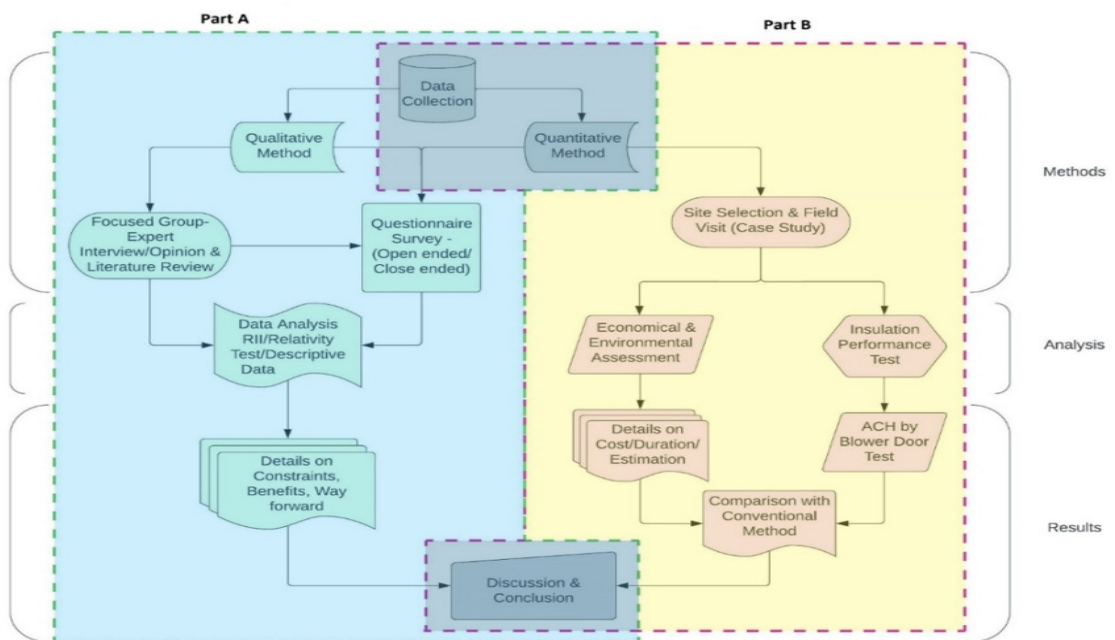 Part A
Part B
Data
Collection
Qualitative
Method
Quantitative
Method
Methods
Focused Group-
Expert
Interview/Opinion &
Literature Review
Questionnaire
Survey -
(Open ended/
Close ended)
Site Selection & Field
Visit (Case Study)
Data Analysis
RII/Relativity
Test/Descriptive
Data
Economical &
Environmental
Assessment
Insulation
Performance
Test
Analysis
Details on
Constraints,
Benefits, Way
forward
Details on
Cost/Duration/
Estimation
ACH by
Blower Door
Test
Comparison with
Conventional
Method
Results
Discussion &
Conclusion